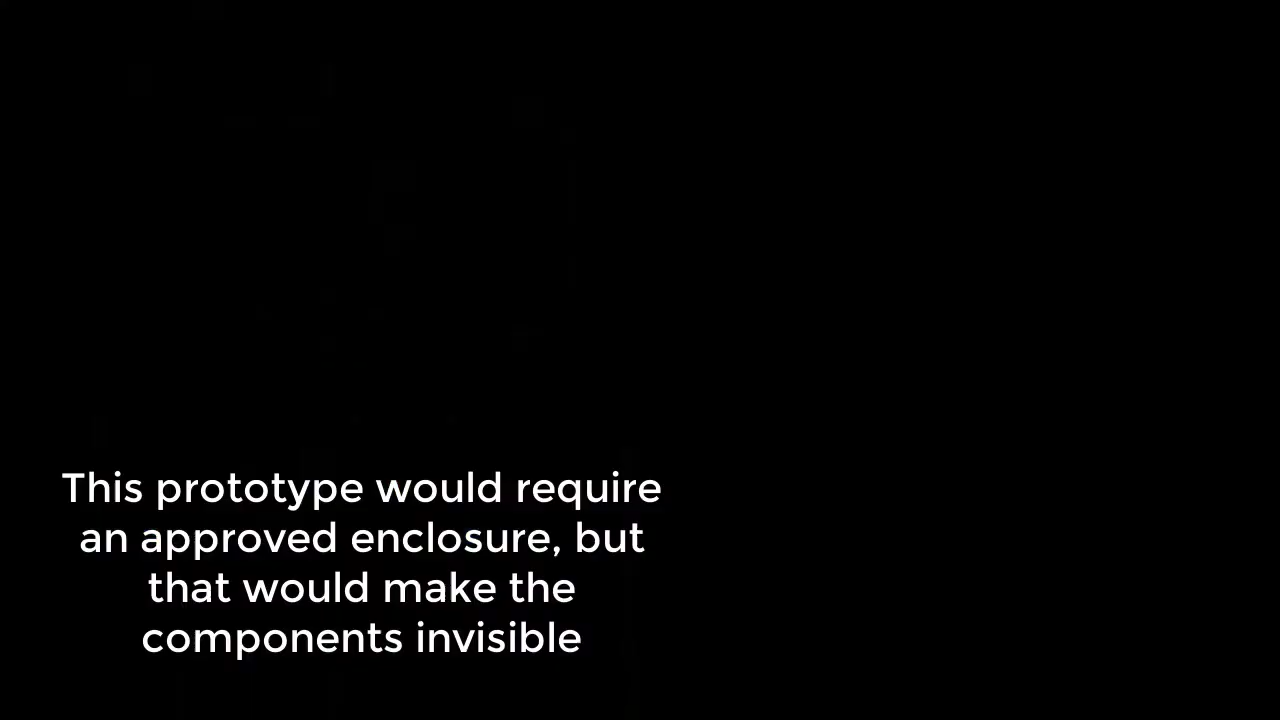 This prototype would require
an approved enclosure, but
that would make the
components invisible